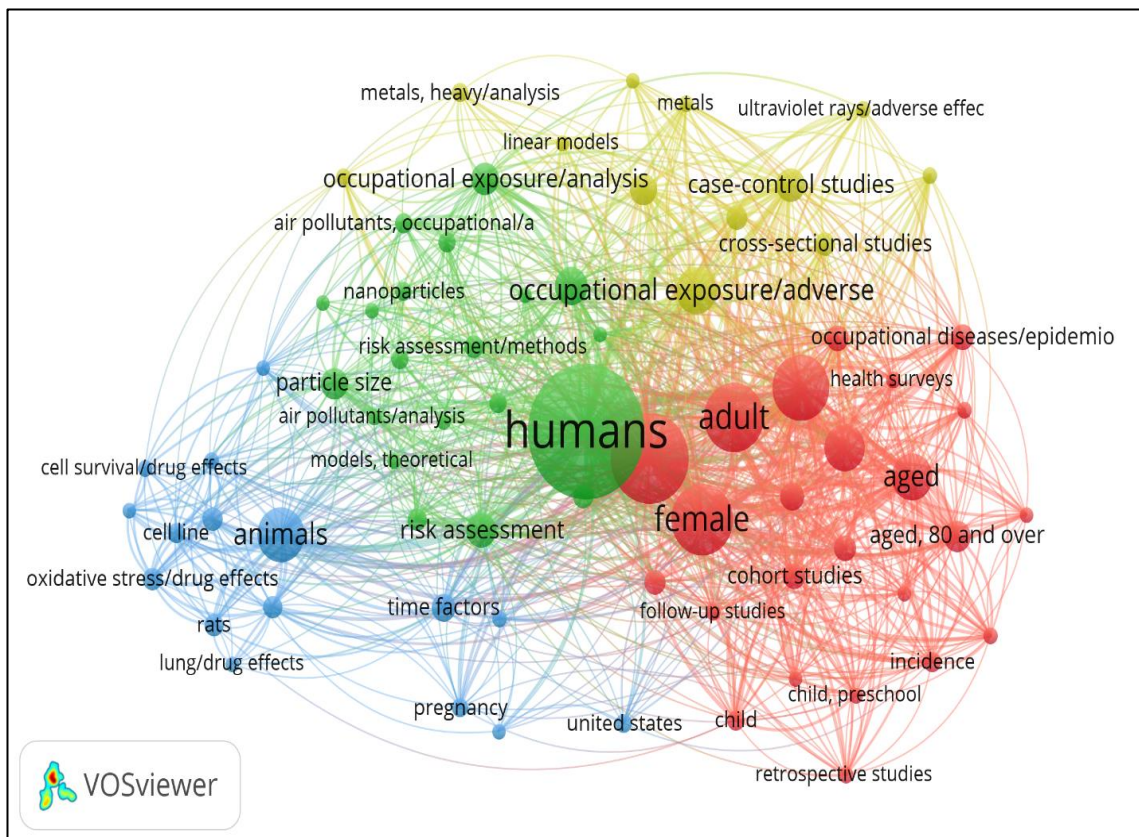 metals, heavy/analysis
metals
ultraviolet rays/adverse effec
linear models
occupational exposure/analysis
case-control studies
air pollutants, occupational/a
cross-sectional studies
nanoparticles
occupational exposure/adverse
risk assessment/methods
occupational diseases/epidemio
particle size
health surveys
air pollutants/analysis
humans
adult
models, theoretical
cell survival/drug effects
aged
cell line
animals
risk assessment
female
aged, 80 and over
oxidative stress/drug effects
cohort studies
time factors
follow-up studies
rats
lung/drug effects
incidence
child, preschool
pregnancy
united states
child
retrospective studies
VOSviewer